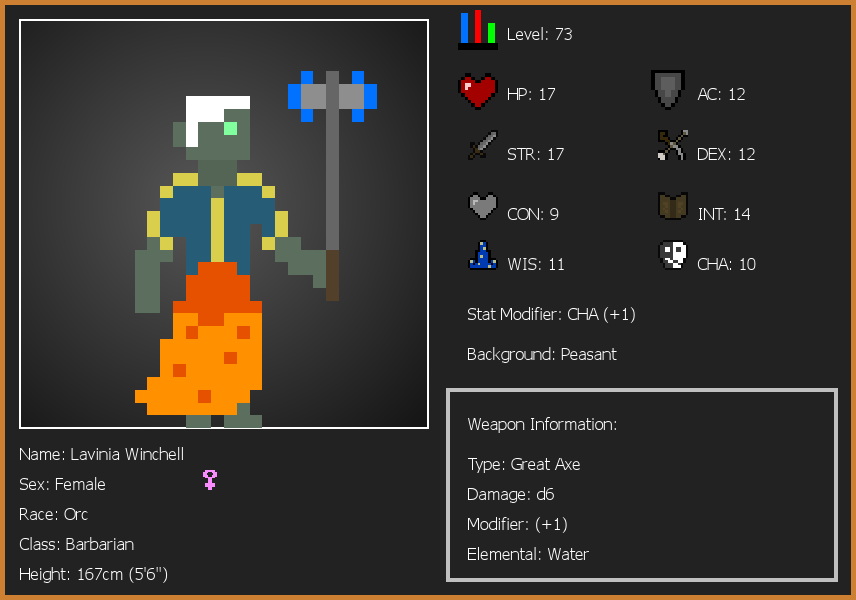 Level: 73
HP: 17
AC: 12
STR: 17
DEX: 12
CON: 9
INT: 14
WIS: 11
CHA: 10
Stat Modifier: CHA (+1)
Background: Peasant
Weapon Information:
Type: Great Axe
Damage: d6
Modifier: (+1)
Elemental: Water
Name: Lavinia Winchell
Sex: Female
Race: Orc
Class: Barbarian
Height: 167cm (5'6")